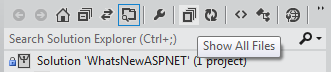 Search Solution Explorer (Ctrl+;)
Show All Files
Solution 'WhatsNewASPNET' (1 project)